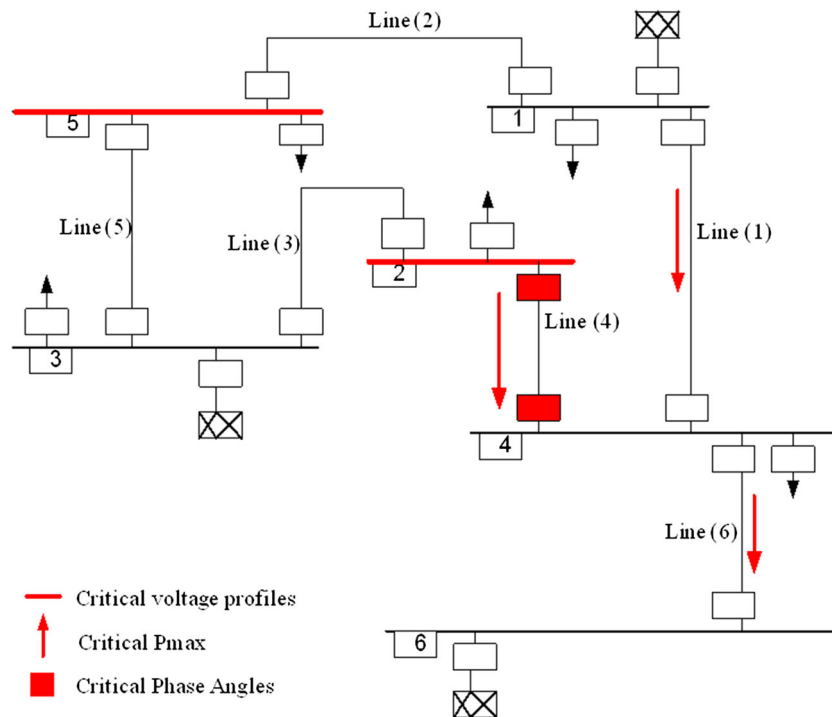 Line (2)
5
1
Line (5)
Line (3)
Line (1)
2
Line (4)
3
4
Line (6)
Critical voltage profiles
Critical Pmax
6
Critical Phase Angles